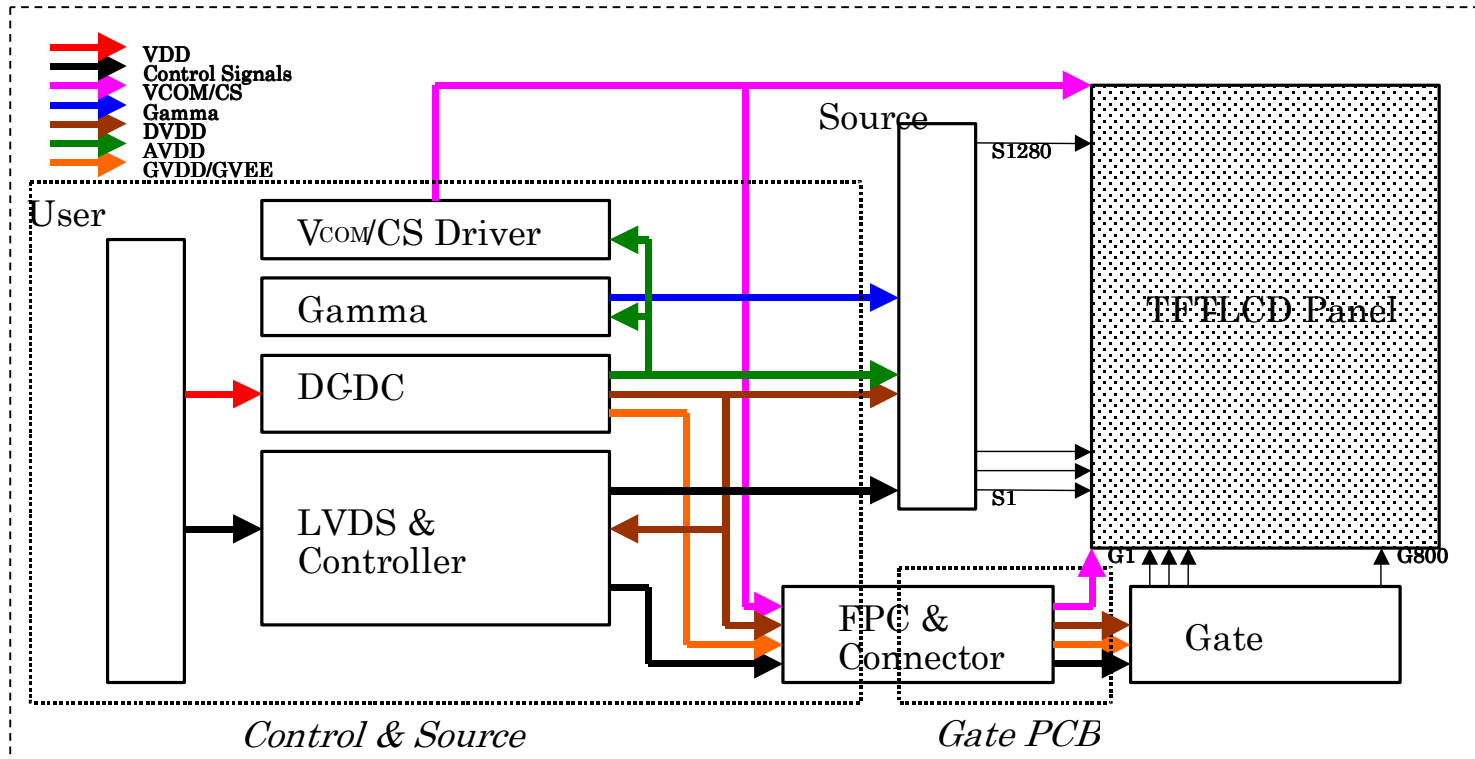 VDD
Control Signals
VCOM/CS
Gamma
DVDD
AVDD
GVDD/GVEE
Source
S1280
User
VCOM/CS Driver
Gamma
TFT-LCD Panel
DC-DC
LVDS &
Controller
S1
G1
G800
FPC &
Connector
Gate
Control & Source
Gate PCB